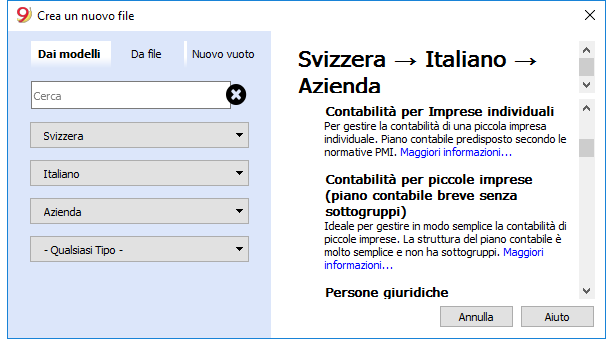 Crea un nuovo file
Dai modelli
Da file
Nuovo vuoto
Cerca
Svizzera
Italiano
Azienda
- Qualsiasi Tipo -
Svizzera → Italiano →
Azienda
Contabilità per Imprese individuali
Per gestire la contabilità di una piccola impresa
individuale. Piano contabile predisposto secondo le
normative PMI. Maggiori informazioni...
Contabilità per piccole imprese
(piano contabile breve senza
sottogruppi)
Ideale per gestire in modo semplice la contabilità di
piccole imprese. La struttura del piano contabile è
molto semplice e non ha sottogruppi. Maggiori
informazioni...
Persone giuridiche
Annulla
Aiuto